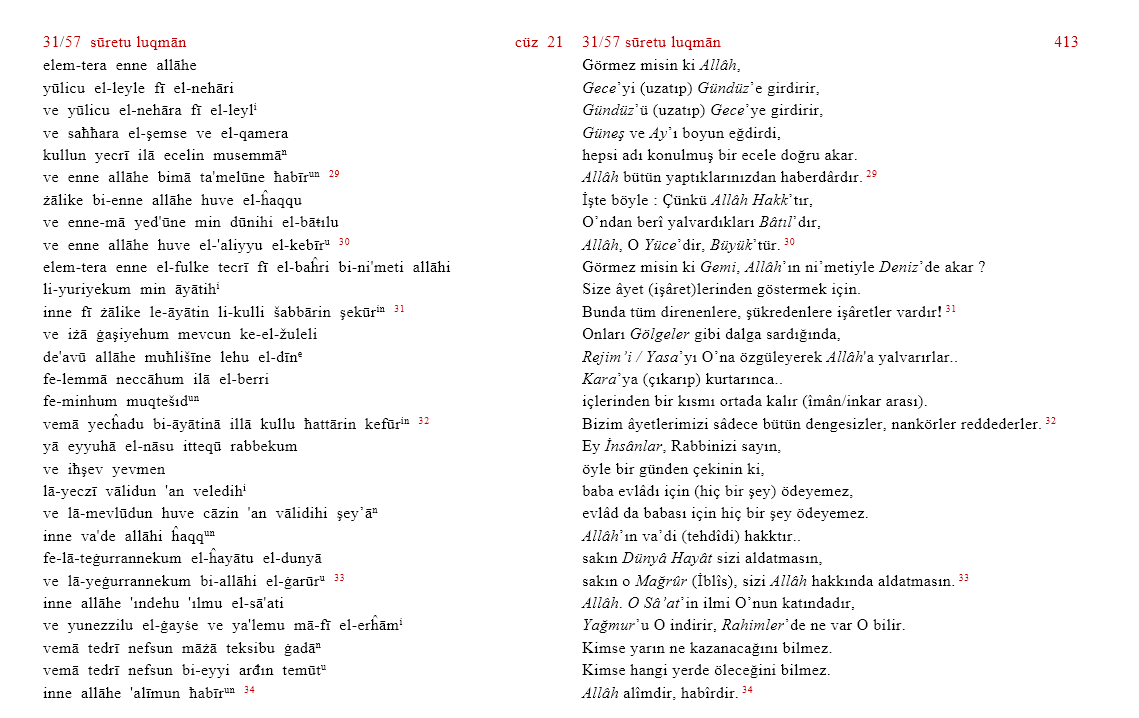 31/57 sūretu luqmān cüz 21
elem-tera enne allāhe
yūlicu el-leyle fī el-nehāri
ve yūlicu el-nehāra fī el-leylⁱ
ve saħħara el-şemse ve el-qamera
kullun yecrī ilā ecelin musemmāⁿ
ve enne allāhe bimā ta'melūne ħabīrᵘⁿ 29
żālike bi-enne allāhe huve el-ĥaqqu
ve enne-mā yed'ūne min dūnihi el-bāŧılu
ve enne allāhe huve el-'aliyyu el-kebīrᵘ 30
elem-tera enne el-fulke tecrī fī el-baĥri bi-ni'meti allāhi
li-yuriyekum min āyātihⁱ
inne fī żālike le-āyātin li-kulli šabbārin şekūrⁱⁿ 31
ve iżā ġaşiyehum mevcun ke-el-žuleli
de'avū allāhe muħlišīne lehu el-dīnᵉ
fe-lemmā neccāhum ilā el-berri
fe-minhum muqtešıdᵘⁿ
vemā yecĥadu bi-āyātinā illā kullu ħattārin kefūrⁱⁿ 32
yā eyyuhā el-nāsu itteqū rabbekum
ve iħşev yevmen
lā-yeczī vālidun 'an veledihⁱ
ve lā-mevlūdun huve cāzin 'an vālidihi şey’āⁿ
inne va'de allāhi ĥaqqᵘⁿ
fe-lā-teġurrannekum el-ĥayātu el-dunyā
ve lā-yeġurrannekum bi-allāhi el-ġarūrᵘ 33
inne allāhe 'ındehu 'ılmu el-sā'ati
ve yunezzilu el-ġayśe ve ya'lemu mā-fī el-erĥāmⁱ
vemā tedrī nefsun māżā teksibu ġadāⁿ
vemā tedrī nefsun bi-eyyi arđın temūtᵘ
inne allāhe 'alīmun ħabīrᵘⁿ 34
31/57 sūretu luqmān 413
Görmez misin ki Allâh,
Gece’yi (uzatıp) Gündüz’e girdirir,
Gündüz’ü (uzatıp) Gece’ye girdirir,
Güneş ve Ay’ı boyun eğdirdi,
hepsi adı konulmuş bir ecele doğru akar.
Allâh bütün yaptıklarınızdan haberdârdır. 29
İşte böyle : Çünkü Allâh Hakk’tır,
O’ndan berî yalvardıkları Bâtıl’dır,
Allâh, O Yüce’dir, Büyük’tür. 30
Görmez misin ki Gemi, Allâh’ın ni’metiyle Deniz’de akar ?
Size âyet (işâret)lerinden göstermek için.
Bunda tüm direnenlere, şükredenlere işâretler vardır! 31
Onları Gölgeler gibi dalga sardığında,
Rejim’i / Yasa’yı O’na özgüleyerek Allâh'a yalvarırlar..
Kara’ya (çıkarıp) kurtarınca..
içlerinden bir kısmı ortada kalır (îmân/inkar arası).
Bizim âyetlerimizi sâdece bütün dengesizler, nankörler reddederler. 32
Ey İnsânlar, Rabbinizi sayın,
öyle bir günden çekinin ki,
baba evlâdı için (hiç bir şey) ödeyemez,
evlâd da babası için hiç bir şey ödeyemez.
Allâh’ın va’di (tehdîdi) hakktır..
sakın Dünyâ Hayât sizi aldatmasın,
sakın o Mağrûr (İblîs), sizi Allâh hakkında aldatmasın. 33
Allâh. O Sâ’at’in ilmi O’nun katındadır,
Yağmur’u O indirir, Rahimler’de ne var O bilir.
Kimse yarın ne kazanacağını bilmez.
Kimse hangi yerde öleceğini bilmez.
Allâh alîmdir, habîrdir. 34